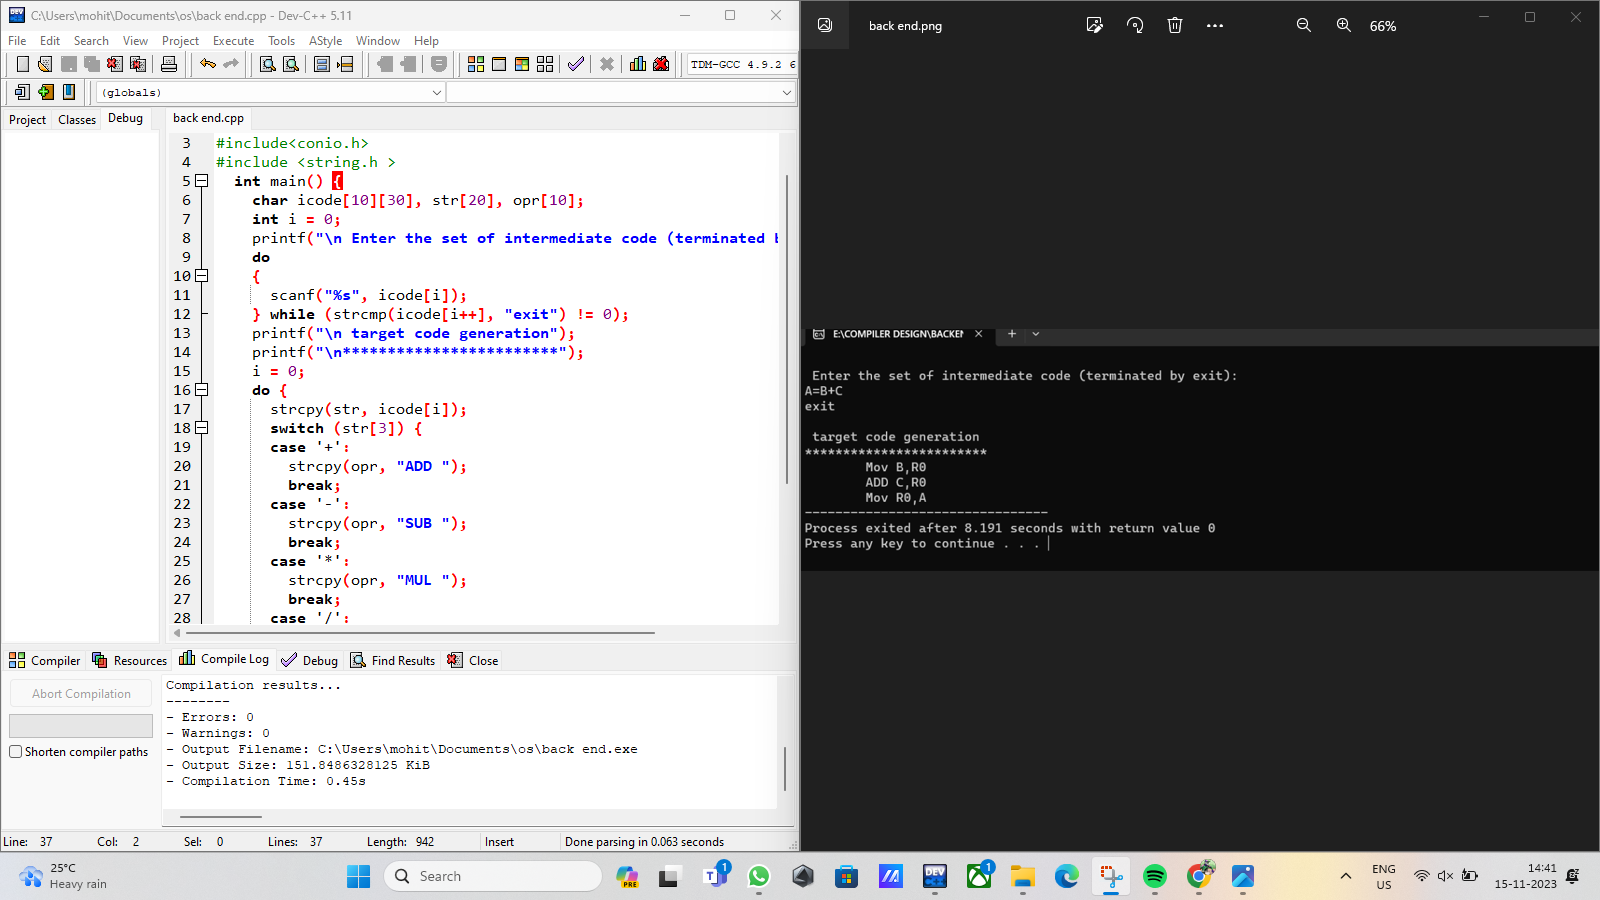 C:\Users\mohit\Documents\os\back end.cpp - Dev-C++ 5.11
File Edit Search View Project Execute Tools AStyle Window Help
TDM-GCC 4.9.2 6
(globals)
Project Classes Debug
back end.cpp
3 #include<conio.h>
4 #include <string.h >
5 int main() {
6 char icode[10][30], str[20], opr[10];
7 int i = 0;
8 printf("\n Enter the set of intermediate code (terminated b
9 do
10 {
11 scanf("%s", icode[i]);
12 } while (strcmp(icode[i++], "exit") != 0);
13 printf("\n target code generation");
14 printf("\n************************");
15 i = 0;
16 do {
17 strcpy(str, icode[i]);
18 switch (str[3]) {
19 case '+':
20 strcpy(opr, "ADD ");
21 break;
22 case '-':
23 strcpy(opr, "SUB ");
24 break;
25 case '*':
26 strcpy(opr, "MUL ");
27 break;
28 case '/':
Compiler Resources Compile Log Debug Find Results Close
Abort Compilation
Shorten compiler paths
Compilation results...
--------
- Errors: 0
- Warnings: 0
- Output Filename: C:\Users\mohit\Documents\os\back end.exe
- Output Size: 151.8486328125 KiB
- Compilation Time: 0.45s
Line: 37 Col: 2 Sel: 0 Lines: 37 Length: 942 Insert Done parsing in 0.063 seconds
back end.png
66%
E:\COMPILER DESIGN\BACKEN
Enter the set of intermediate code (terminated by exit):
A=B+C
exit
target code generation
************************
Mov B,R0
ADD C,R0
Mov R0,A
--------------------------------
Process exited after 8.191 seconds with return value 0
Press any key to continue . . .
25°C
Heavy rain
Search
PRE
1
DEV
1
ENG
US
14:41
15-11-2023